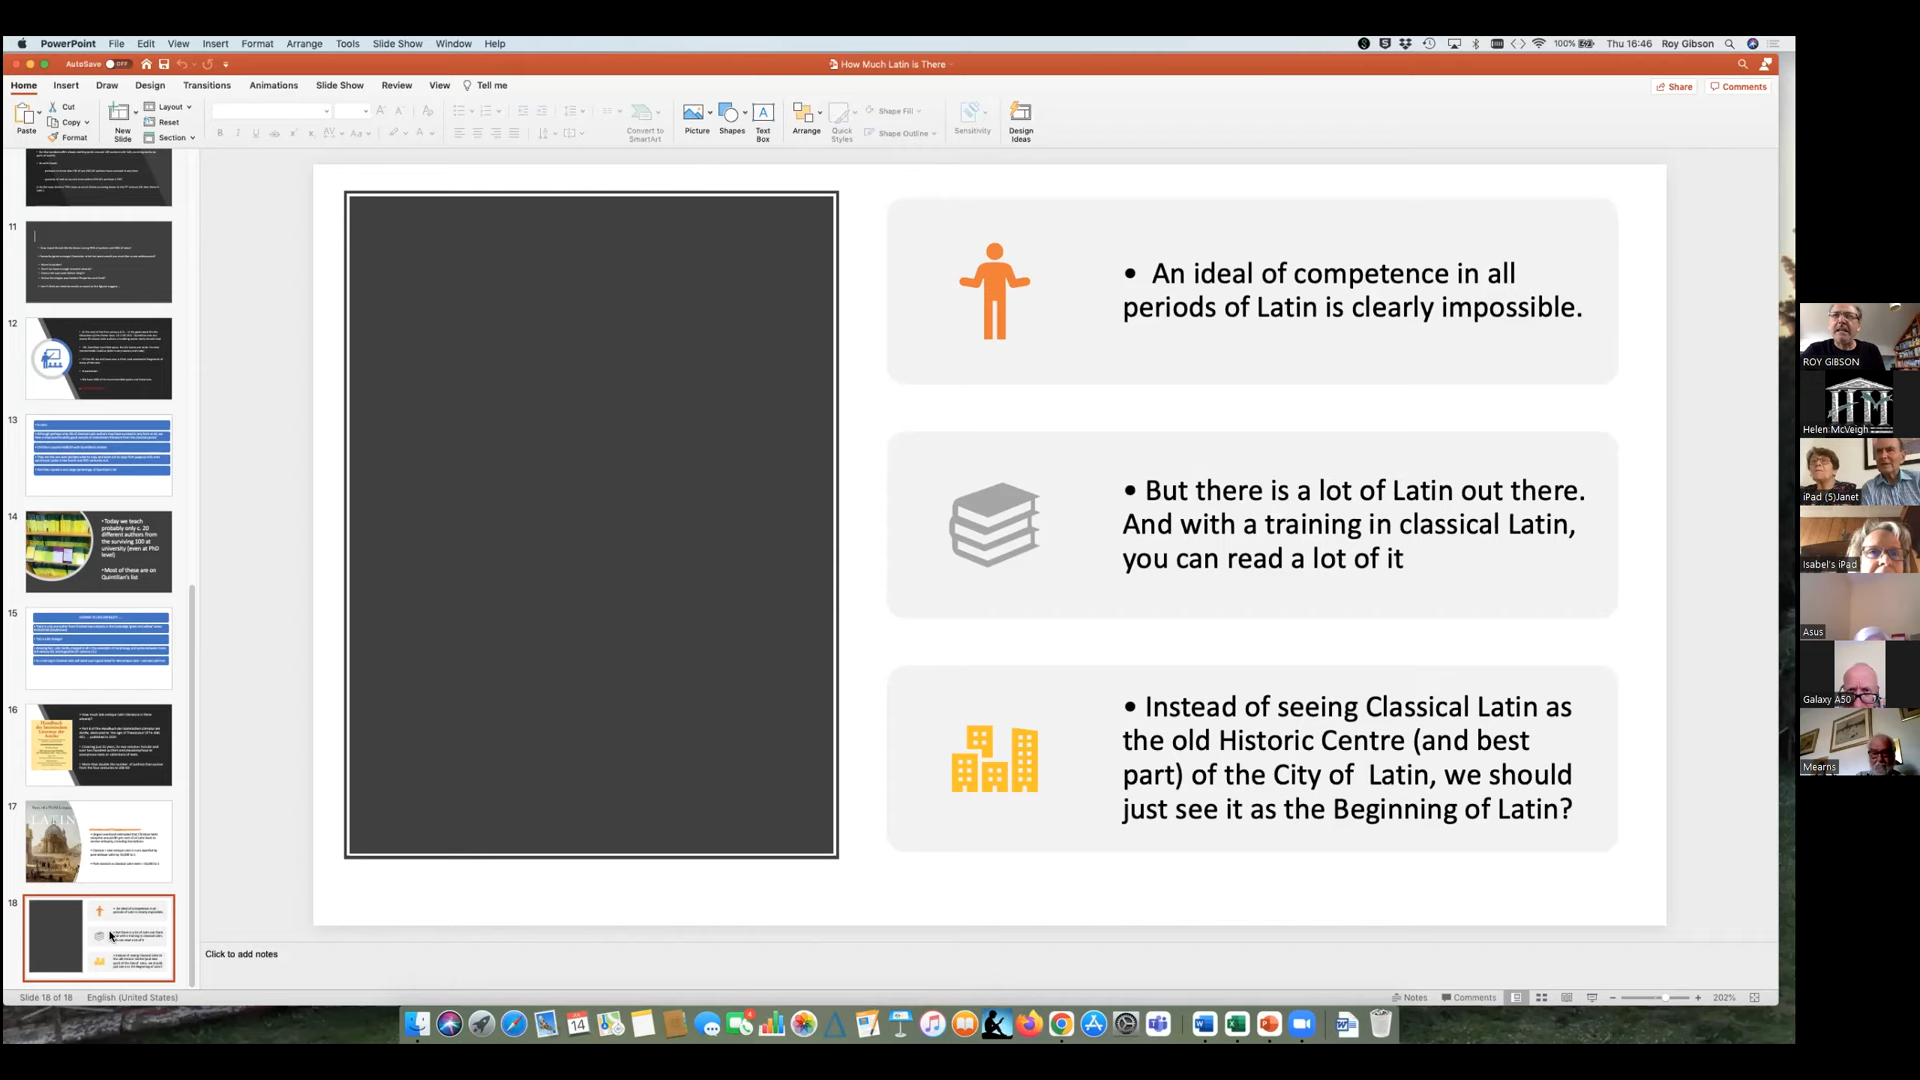 PowerPoint File Edit View Insert Format Arrange Tools Slide Show Window Help
100% Thu 16:46 Roy Gibson
AutoSave OFF
How Much Latin is There
Home Insert Draw Design Transitions Animations Slide Show Review View Tell me
Share Comments
Paste
Cut
Copy
Format
New
Slide
Layout
Reset
Section
Convert to
SmartArt
Picture
Shapes
Text
Box
Arrange
Quick
Styles
Shape Fill
Shape Outline
Sensitivity
Design
Ideas
11
12
13
14
•Today we teach
probably only c. 20
different authors from
the surviving 100 at
university (even at PhD
level)
•Most of these are on
Quintilian's list
15
16
17
LATIN
18
• An ideal of competence in all
periods of Latin is clearly impossible.
• But there is a lot of Latin out there.
And with a training in classical Latin,
you can read a lot of it
• Instead of seeing Classical Latin as
the old Historic Centre (and best
part) of the City of Latin, we should
just see it as the Beginning of Latin?
Click to add notes
Slide 18 of 18 English (United States)
Notes Comments 202%
ROY GIBSON
HM
Helen McVeigh
iPad (5)Janet
Isabel's iPad
Asus
Galaxy A50
Mearns
JAN
14
4